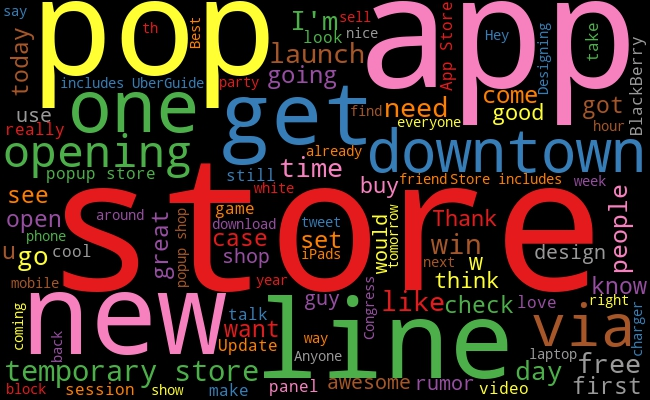 say
th
Best
I'm
sell
look
nice
pop
app
App Store
Hey
Designing
take
BlackBerry
today
launch
includes UberGuide
party
going
use
one
get
find
need
everyone
come
good
got
hour
really
opening
popup store
already
still
time
downtown
friend
Store includes
week
see
white
buy
people
open
around
great
popup shop
game
download
case
shop
tweet
set
iPads
would
tomorrow
Thank
win
design
u
go
phone
cool
store
mobile
year
next
w
think
know
coming
new
back
line
guy
Congress
like
check
love
right
talk
want
Update
way
Anyone
via
charger
laptop
free
temporary store
day
first
block
session
show
make
panel
awesome
rumor
video